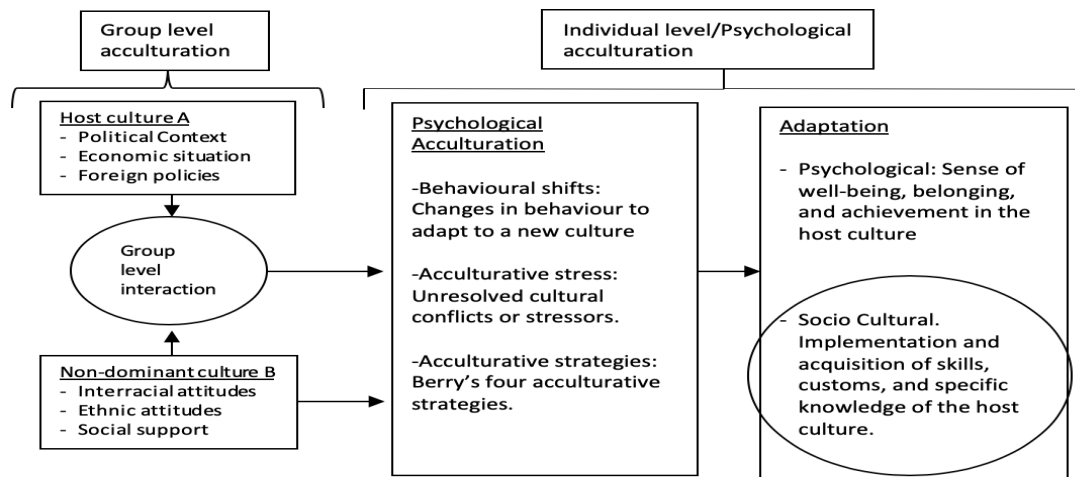 Group level
acculturation
Individual level/Psychological
acculturation
Host culture A
- Political Context
- Economic situation
- Foreign policies
Group
level
interaction
Non-dominant culture B
- Interracial attitudes
- Ethnic attitudes
- Social support
Psychological
Acculturation
-Behavioural shifts:
Changes in behaviour to
adapt to a new culture
-Acculturative stress:
Unresolved cultural
conflicts or stressors.
-Acculturative strategies:
Berry’s four acculturative
strategies.
Adaptation
- Psychological: Sense of
well-being, belonging,
and achievement in the
host culture
- Socio Cultural.
Implementation and
acquisition of skills,
customs, and specific
knowledge of the host
culture.